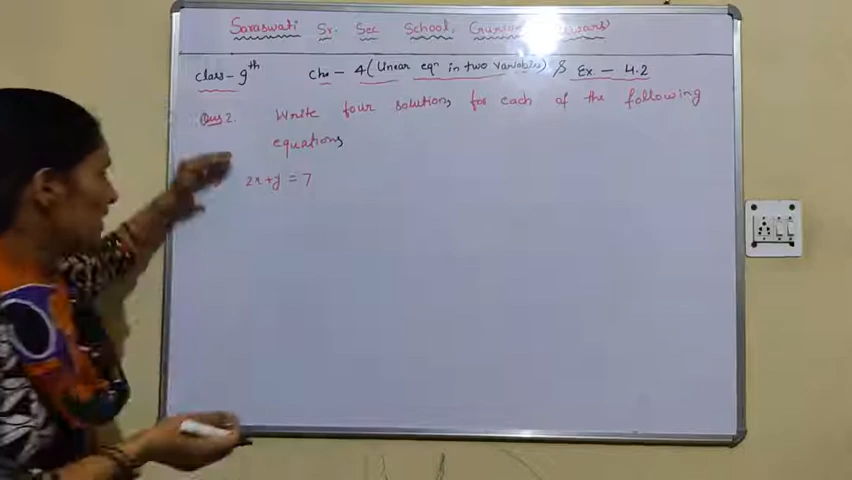 Saraswati Sr. Sec School,
class - 9th Ch:- 4 (Linear eqn in two variables) & Ex. - 4.2
Ques 2. Write four solutions for each of the following
equations
2x + y = 7